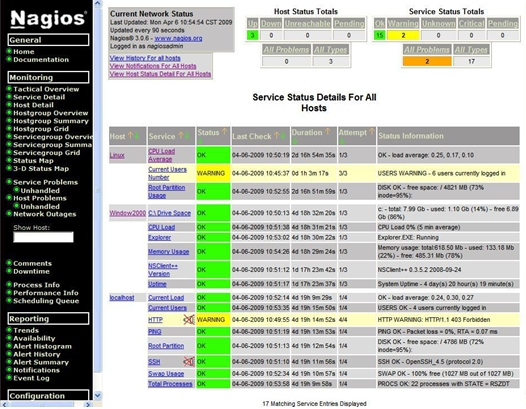 Nagios
General
Home
Documentation
Monitoring
Tactical Overview
Service Detail
Host Detail
Hostgroup Overview
Hostgroup Summary
Hostgroup Grid
Servicegroup Overview
Servicegroup Summa
Servicegroup Grid
Status Map
3-D Status Map
Service Problems
Unhandled
Host Problems
Unhandled
Network Outages
Show Host:
Comments
Downtime
Process Info
Performance Info
Scheduling Queue
Reporting
Trends
Availability
Alert Histogram
Alert History
Alert Summary
Notifications
Event Log
Configuration
Current Network Status
Last Updated: Mon Apr 6 10:54:54 CST 2009
Updated every 90 seconds
Nagios® 3.0.6 - www.nagios.org
Logged in as nagiosadmin
View History For all hosts
View Notifications For All Hosts
View Host Status Detail For All Hosts
Host Status Totals
Up Down Unreachable Pending
3 0 0 0
All Problems All Types
0 3
Service Status Totals
Ok Warning Unknown Critical Pending
15 2 0 0 0
All Problems All Types
2 17
Service Status Details For All
Hosts
Host Service Status Last Check Duration Attempt Status Information
Linux CPU Load Average OK 04-06-2009 10:50:19 2d 16h 54m 35s 1/3 OK - load average: 0.25, 0.17, 0.10
Current Users Number WARNING 04-06-2009 10:45:37 0d 1h 13m 17s 3/3 USERS WARNING - 6 users currently logged in
Root Partition Usage OK 04-06-2009 10:52:55 2d 16h 51m 59s 1/3 DISK OK - free space: / 4821 MB (73% inode=95%):
Window2000 C:\ Drive Space OK 04-06-2009 10:50:13 4d 18h 32m 20s 1/3 c: - total: 7.99 Gb - used: 1.10 Gb (14%) - free 6.89 Gb (86%)
CPU Load OK 04-06-2009 10:51:38 4d 18h 31m 21s 1/3 CPU Load 0% (5 min average)
Explorer OK 04-06-2009 10:53:02 4d 18h 30m 22s 1/3 Explorer.EXE: Running
Memory Usage OK 04-06-2009 10:54:26 4d 18h 29m 24s 1/3 Memory usage: total:618.50 Mb - used: 133.18 Mb (22%) - free: 485.31 Mb (78%)
NSClient++ Version OK 04-06-2009 10:51:12 1d 17h 23m 42s 1/3 NSClient++ 0.3.5.2 2008-09-24
Uptime OK 04-06-2009 10:51:17 1d 17h 23m 37s 1/3 System Uptime - 4 day(s) 20 hour(s) 19 minute(s)
localhost Current Load OK 04-06-2009 10:52:14 4d 19h 9m 29s 1/4 OK - load average: 0.24, 0.30, 0.27
Current Users OK 04-06-2009 10:53:35 4d 19h 8m 51s 1/4 USERS OK - 4 users currently logged in
HTTP WARNING 04-06-2009 10:49:55 4d 19h 14m 52s 4/4 HTTP WARNING: HTTP/1.1 403 Forbidden
PING OK 04-06-2009 10:51:19 4d 19h 13m 53s 1/4 PING OK - Packet loss = 0%, RTA = 0.07 ms
Root Partition OK 04-06-2009 10:53:14 4d 19h 12m 54s 1/4 DISK OK - free space: / 4786 MB (72% inode=95%):
SSH OK 04-06-2009 10:51:43 4d 19h 11m 56s 1/4 SSH OK - OpenSSH_4.5 (protocol 2.0)
Swap Usage OK 04-06-2009 10:52:14 4d 19h 10m 57s 1/4 SWAP OK - 100% free (1027 MB out of 1027 MB)
Total Processes OK 04-06-2009 10:53:58 4d 19h 9m 58s 1/4 PROCS OK: 22 processes with STATE = RSZDT
17 Matching Service Entries Displayed